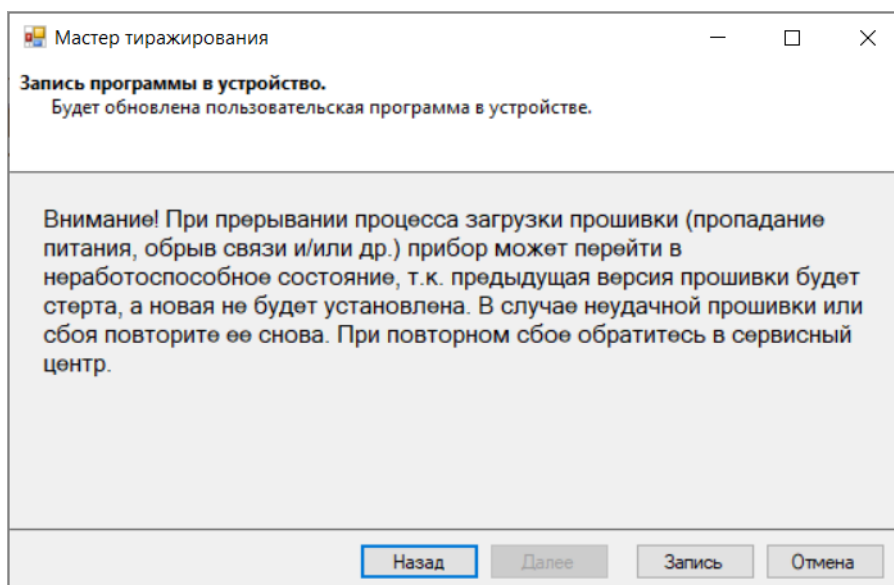 Мастер тиражирования
Запись программы в устройство.
Будет обновлена пользовательская программа в устройстве.
Внимание! При прерывании процесса загрузки прошивки (пропадание
питания, обрыв связи и/или др.) прибор может перейти в
неработоспособное состояние, т.к. предыдущая версия прошивки будет
стерта, а новая не будет установлена. В случае неудачной прошивки или
сбоя повторите ее снова. При повторном сбое обратитесь в сервисный
центр.
Назад Далее Запись Отмена